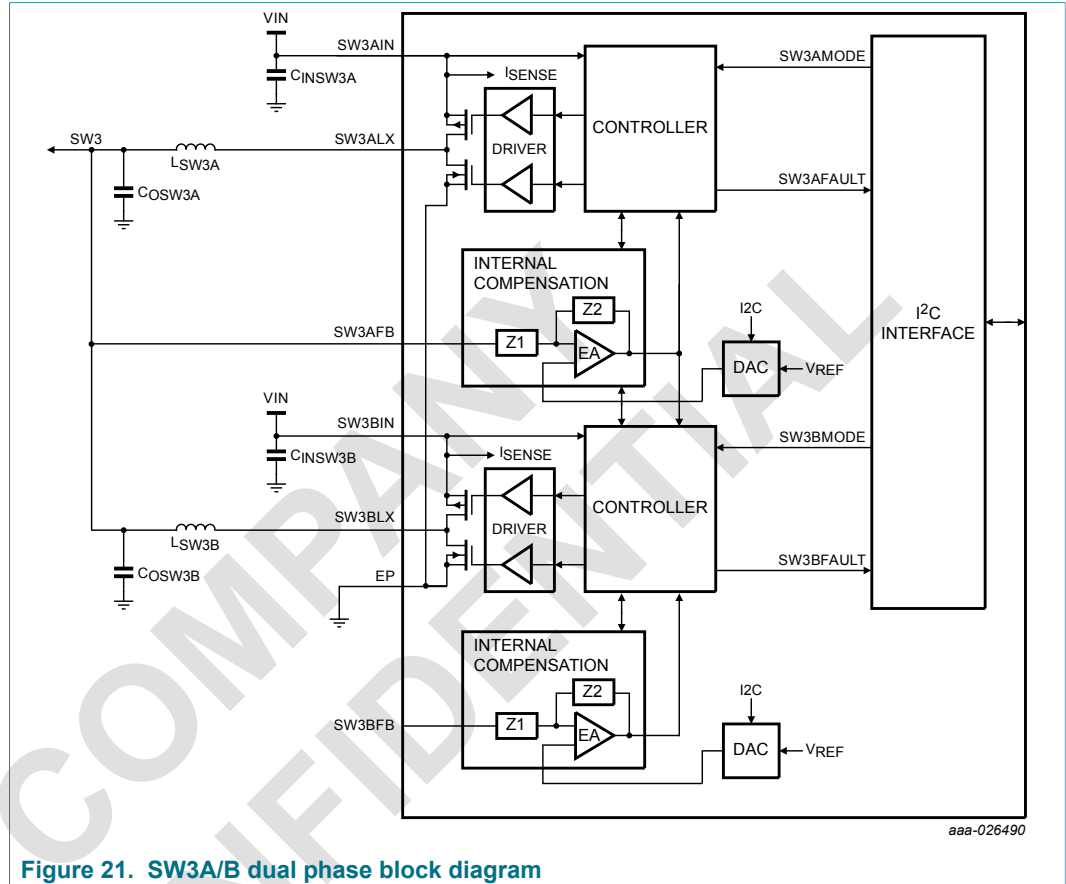 VIN
SW3AIN
CINSW3A
ISENSE
SW3AMODE
CONTROLLER
SW3
LSW3A
SW3ALX
DRIVER
COSW3A
SW3AFAULT
INTERNAL
COMPENSATION
Z2
I2C
I2C
INTERFACE
SW3AFB
Z1
EA
DAC
VREF
VIN
SW3BIN
CINSW3B
ISENSE
SW3BMODE
CONTROLLER
LSW3B
SW3BLX
DRIVER
COSW3B
EP
SW3BFAULT
INTERNAL
COMPENSATION
Z2
I2C
SW3BFB
Z1
EA
DAC
VREF
COMPANY
CONFIDENTIAL
aaa-026490
Figure 21. SW3A/B dual phase block diagram